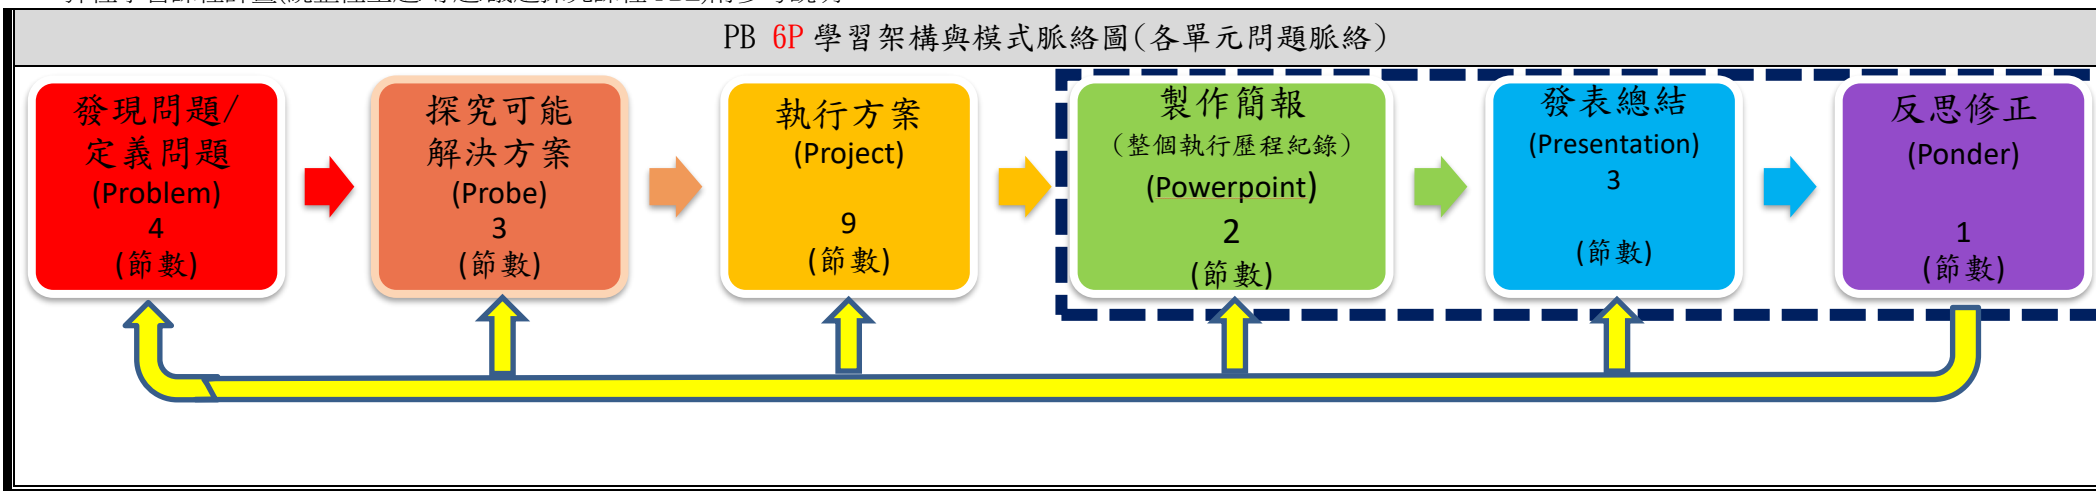 PB 6P 學習架構與模式脈絡圖(各單元問題脈絡)
發現問題/
定義問題
(Problem)
4
(節數)
探究可能
解決方案
(Probe)
3
(節數)
執行方案
(Project)
9
(節數)
製作簡報
(整個執行歷程紀錄)
(Powerpoint)
2
(節數)
發表總結
(Presentation)
3
(節數)
反思修正
(Ponder)
1
(節數)